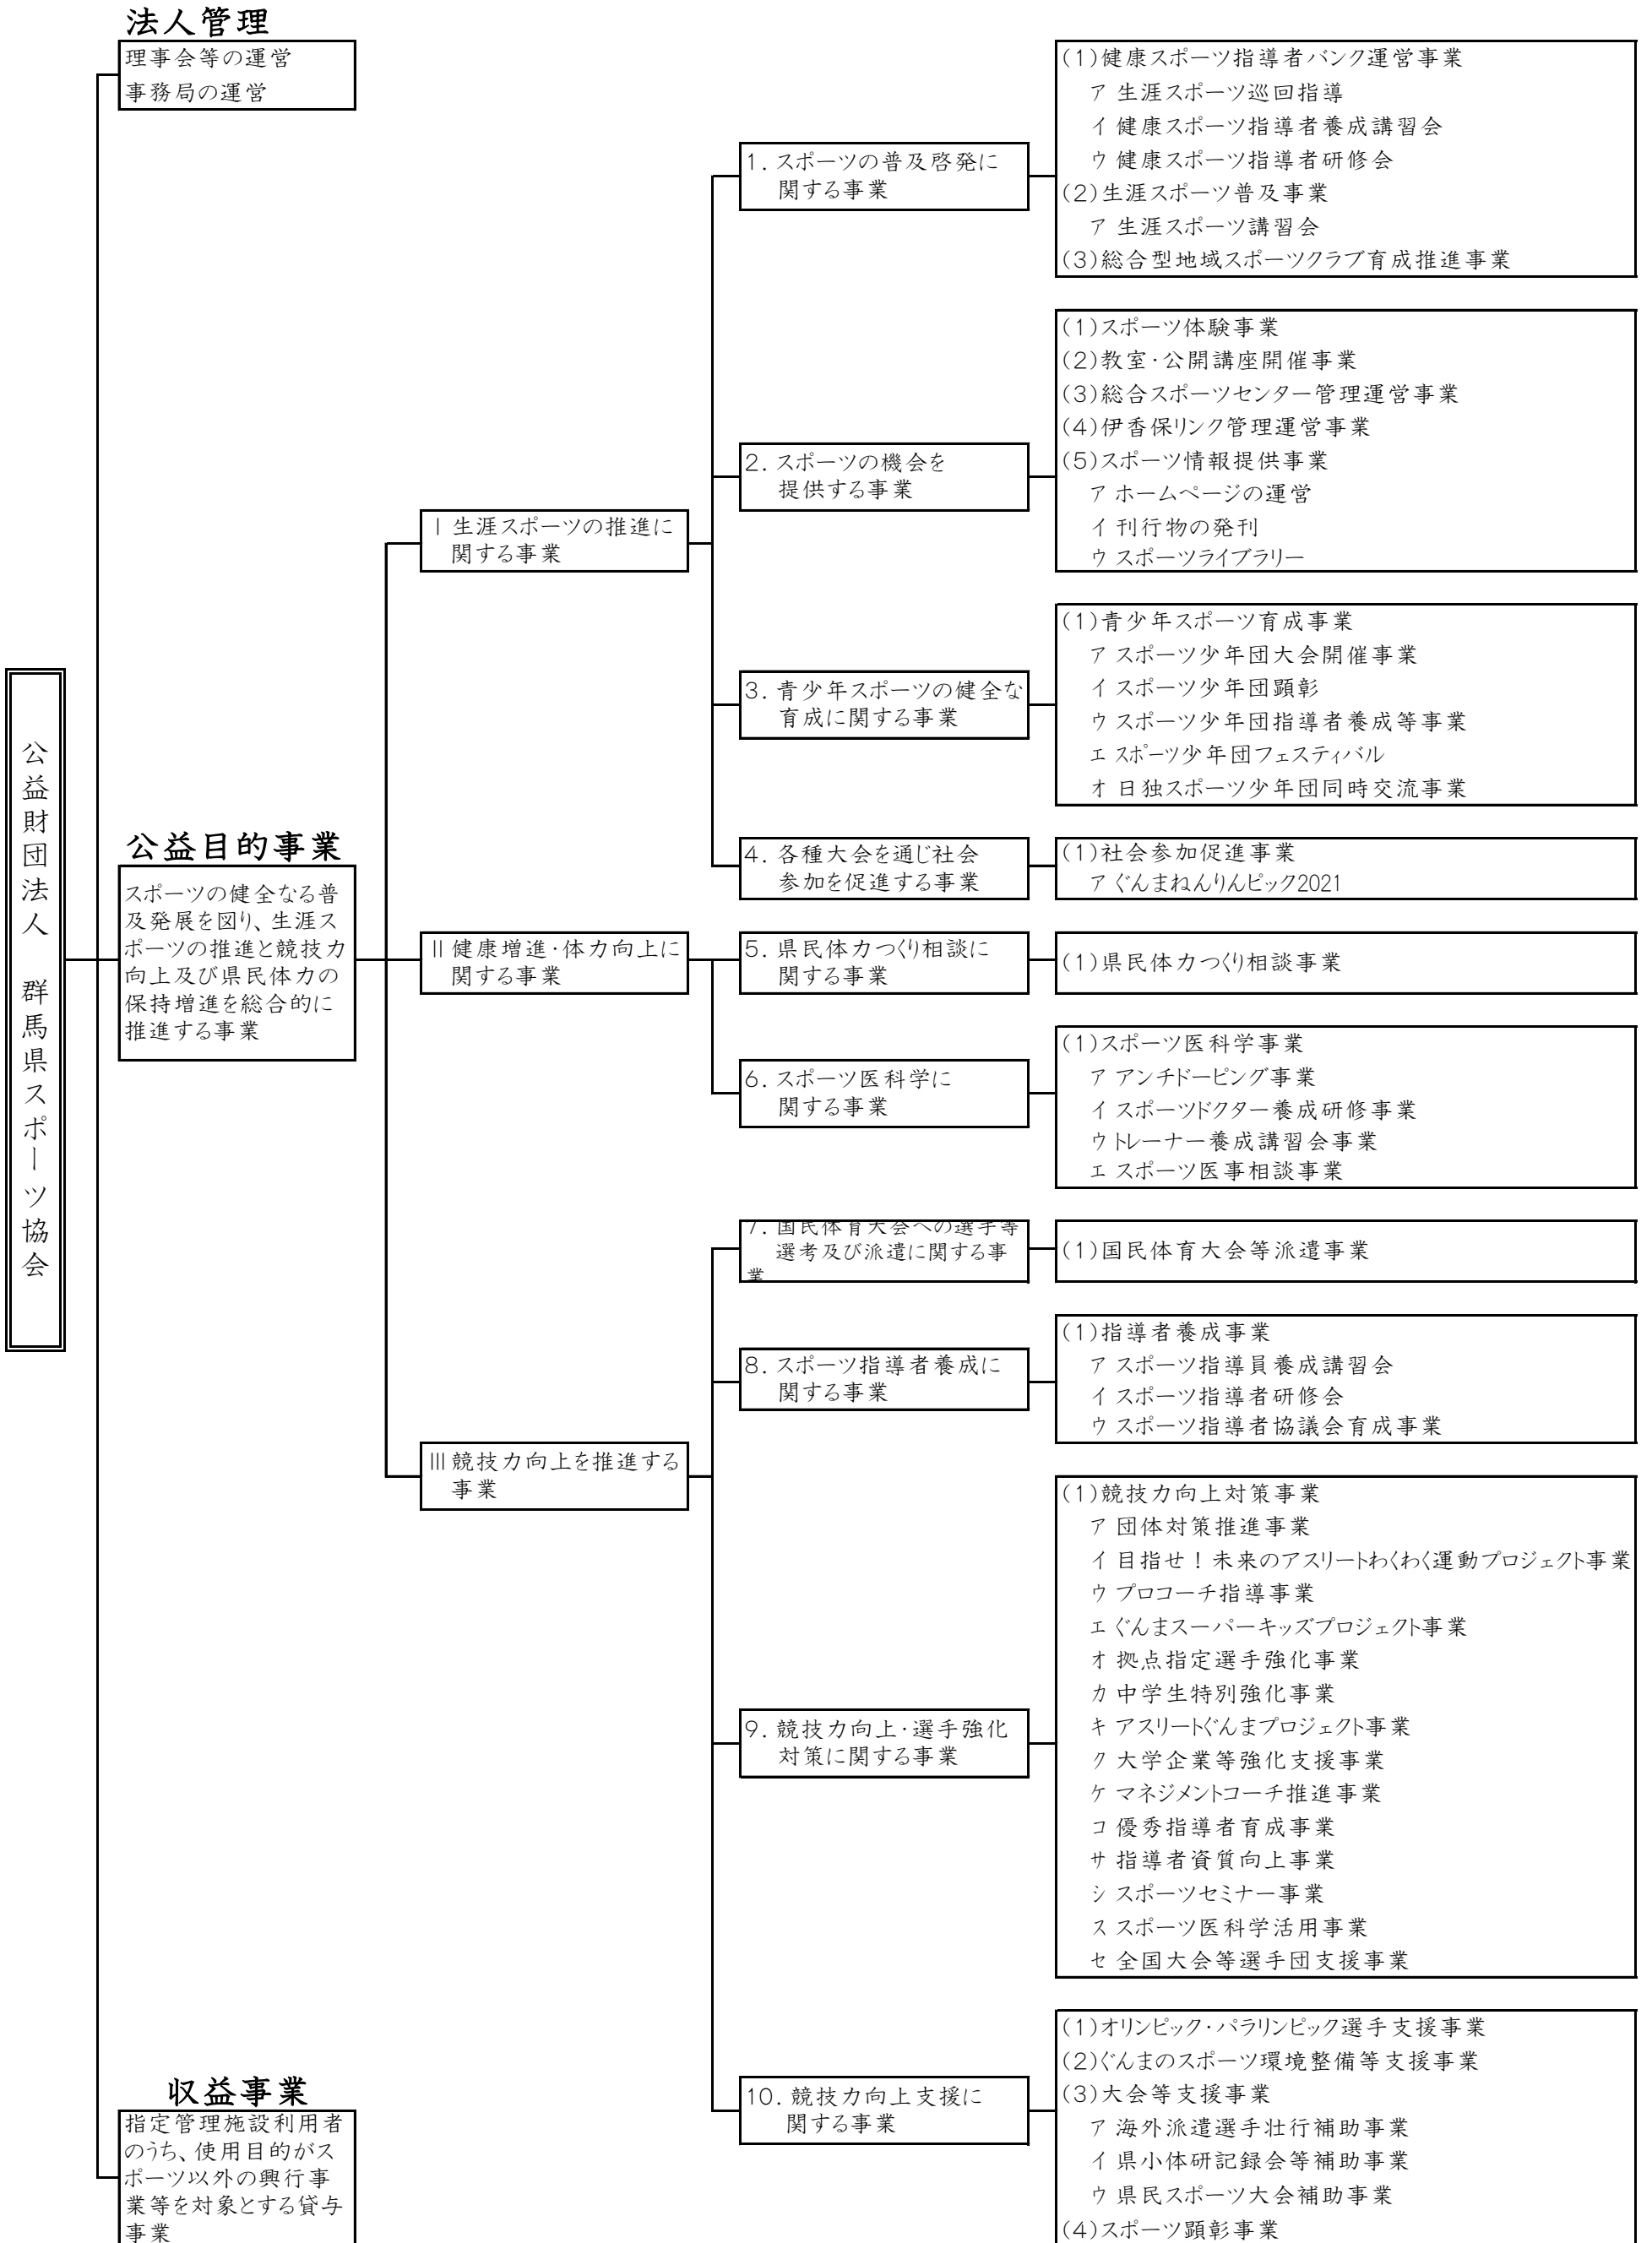 公益財団法人　群馬県スポーツ協会
法人管理
理事会等の運営
事務局の運営
公益目的事業
スポーツの健全なる普
及発展を図り、生涯ス
ポーツの推進と競技力
向上及び県民体力の
保持増進を総合的に
推進する事業
収益事業
指定管理施設利用者
のうち、使用目的がス
ポーツ以外の興行事
業等を対象とする貸与
事業
Ⅰ 生涯スポーツの推進に
関する事業
1．スポーツの普及啓発に
関する事業
(1)健康スポーツ指導者バンク運営事業
ア 生涯スポーツ巡回指導
イ 健康スポーツ指導者養成講習会
ウ 健康スポーツ指導者研修会
(2)生涯スポーツ普及事業
ア 生涯スポーツ講習会
(3)総合型地域スポーツクラブ育成推進事業
2．スポーツの機会を
提供する事業
(1)スポーツ体験事業
(2)教室・公開講座開催事業
(3)総合スポーツセンター管理運営事業
(4)伊香保リンク管理運営事業
(5)スポーツ情報提供事業
ア ホームページの運営
イ 刊行物の発刊
ウ スポーツライブラリー
3．青少年スポーツの健全な
育成に関する事業
(1)青少年スポーツ育成事業
ア スポーツ少年団大会開催事業
イ スポーツ少年団顕彰
ウ スポーツ少年団指導者養成等事業
エ スポーツ少年団フェスティバル
オ 日独スポーツ少年団同時交流事業
4．各種大会を通じ社会
参加を促進する事業
(1)社会参加促進事業
ア ぐんまねんりんピック2021
Ⅱ 健康増進・体力向上に
関する事業
5．県民体力つくり相談に
関する事業
(1)県民体力つくり相談事業
6．スポーツ医科学に
関する事業
(1)スポーツ医科学事業
ア アンチドーピング事業
イ スポーツドクター養成研修事業
ウ トレーナー養成講習会事業
エ スポーツ医事相談事業
Ⅲ 競技力向上を推進する
事業
7．国民体育大会への選手等
選考及び派遣に関する事
業
(1)国民体育大会等派遣事業
8．スポーツ指導者養成に
関する事業
(1)指導者養成事業
ア スポーツ指導員養成講習会
イ スポーツ指導者研修会
ウ スポーツ指導者協議会育成事業
9．競技力向上・選手強化
対策に関する事業
(1)競技力向上対策事業
ア 団体対策推進事業
イ 目指せ！未来のアスリートわくわく運動プロジェクト事業
ウ プロコーチ指導事業
エ ぐんまスーパーキッズプロジェクト事業
オ 拠点指定選手強化事業
カ 中学生特別強化事業
キ アスリートぐんまプロジェクト事業
ク 大学企業等強化支援事業
ケ マネジメントコーチ推進事業
コ 優秀指導者育成事業
サ 指導者資質向上事業
シ スポーツセミナー事業
ス スポーツ医科学活用事業
セ 全国大会等選手団支援事業
10．競技力向上支援に
関する事業
(1)オリンピック・パラリンピック選手支援事業
(2)ぐんまのスポーツ環境整備等支援事業
(3)大会等支援事業
ア 海外派遣選手壮行補助事業
イ 県小体研記録会等補助事業
ウ 県民スポーツ大会補助事業
(4)スポーツ顕彰事業